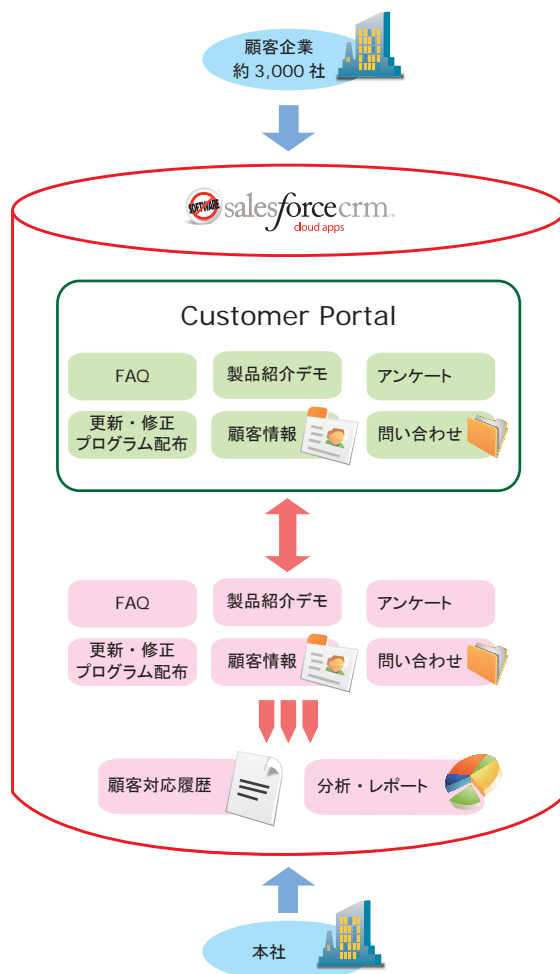 顧客企業
約 3,000 社
SOFTWARE
salesforcecrm
cloud apps
Customer Portal
FAQ
製品紹介デモ
アンケート
更新・修正
プログラム配布
顧客情報
問い合わせ
FAQ
製品紹介デモ
アンケート
更新・修正
プログラム配布
顧客情報
問い合わせ
顧客対応履歴
分析・レポート
本社